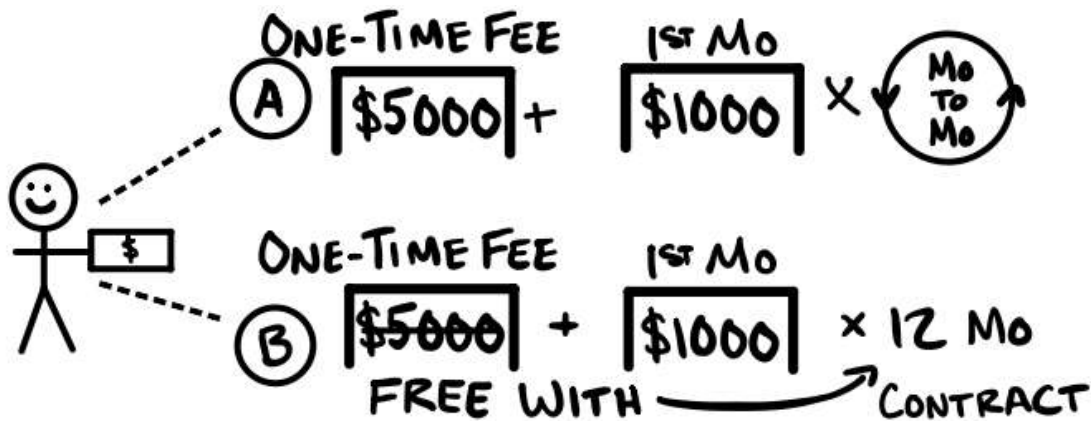 ONE-TIME FEE 1ST MO
A $5000 + $1000 X Mo TO Mo
$
ONE-TIME FEE 1ST MO
B $5000 + $1000 x 12 Mo
FREE WITH CONTRACT